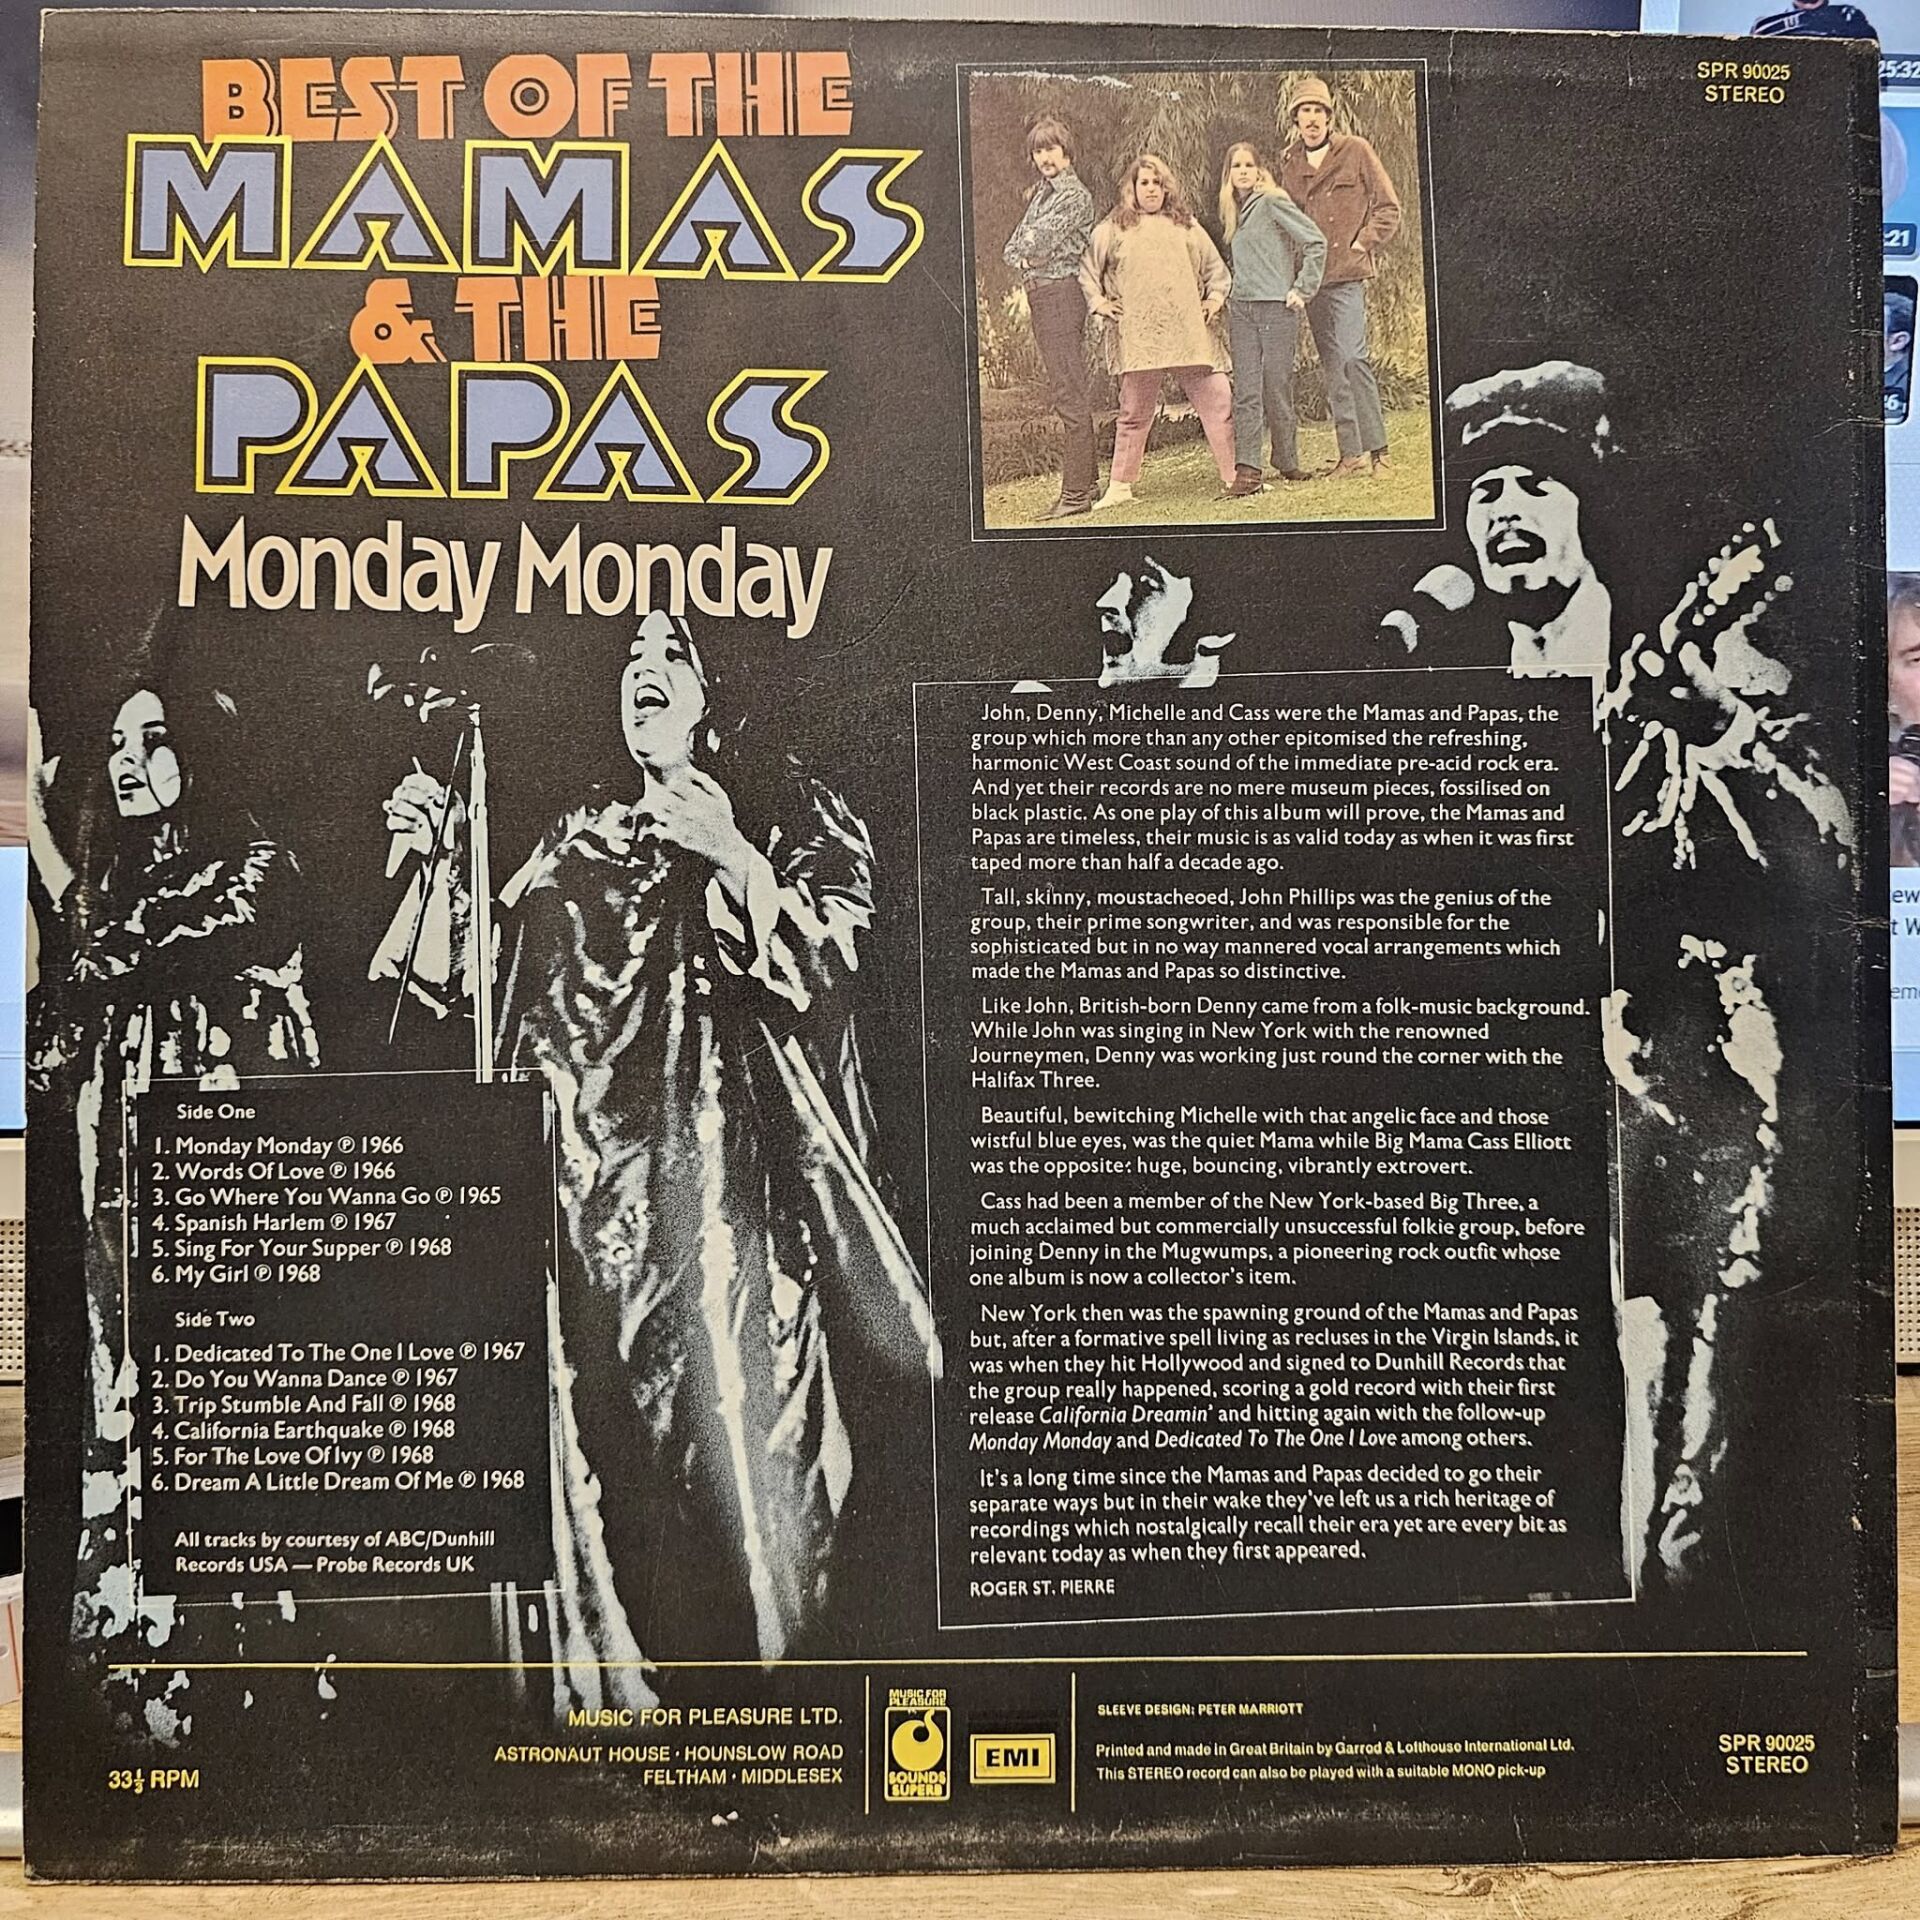 BEST OF THE
MAMAS
& THE
PAPAS
Monday Monday
SPR 90025
STEREO
John, Denny, Michelle and Cass were the Mamas and Papas, the
group which more than any other epitomised the refreshing,
harmonic West Coast sound of the immediate pre-acid rock era.
And yet their records are no mere museum pieces, fossilised on
black plastic. As one play of this album will prove, the Mamas and
Papas are timeless, their music is as valid today as when it was first
taped more than half a decade ago.
Tall, skinny, moustacheoed, John Phillips was the genius of the
group, their prime songwriter, and was responsible for the
sophisticated but in no way mannered vocal arrangements which
made the Mamas and Papas so distinctive.
Like John, British-born Denny came from a folk-music background.
While John was singing in New York with the renowned
Journeymen, Denny was working just round the corner with the
Halifax Three.
Beautiful, bewitching Michelle with that angelic face and those
wistful blue eyes, was the quiet Mama while Big Mama Cass Elliott
was the opposite: huge, bouncing, vibrantly extrovert.
Cass had been a member of the New York-based Big Three, a
much acclaimed but commercially unsuccessful folkie group, before
joining Denny in the Mugwumps, a pioneering rock outfit whose
one album is now a collector's item.
New York then was the spawning ground of the Mamas and Papas
but, after a formative spell living as recluses in the Virgin Islands, it
was when they hit Hollywood and signed to Dunhill Records that
the group really happened, scoring a gold record with their first
release California Dreamin' and hitting again with the follow-up
Monday Monday and Dedicated To The One I Love among others.
It's a long time since the Mamas and Papas decided to go their
separate ways but in their wake they've left us a rich heritage of
recordings which nostalgically recall their era yet are every bit as
relevant today as when they first appeared.
ROGER ST. PIERRE
Side One
1. Monday Monday ℗ 1966
2. Words Of Love ℗ 1966
3. Go Where You Wanna Go ℗ 1965
4. Spanish Harlem ℗ 1967
5. Sing For Your Supper ℗ 1968
6. My Girl ℗ 1968
Side Two
1. Dedicated To The One I Love ℗ 1967
2. Do You Wanna Dance ℗ 1967
3. Trip Stumble And Fall ℗ 1968
4. California Earthquake ℗ 1968
5. For The Love Of Ivy ℗ 1968
6. Dream A Little Dream Of Me ℗ 1968
All tracks by courtesy of ABC/Dunhill
Records USA — Probe Records UK
33⅓ RPM
MUSIC FOR PLEASURE LTD.
ASTRONAUT HOUSE · HOUNSLOW ROAD
FELTHAM · MIDDLESEX
MUSIC FOR
PLEASURE
SOUNDS
SUPERB
EMI
SLEEVE DESIGN: PETER MARRIOTT
Printed and made in Great Britain by Garrod & Lofthouse International Ltd.
This STEREO record can also be played with a suitable MONO pick-up
SPR 90025
STEREO
25:32
:21